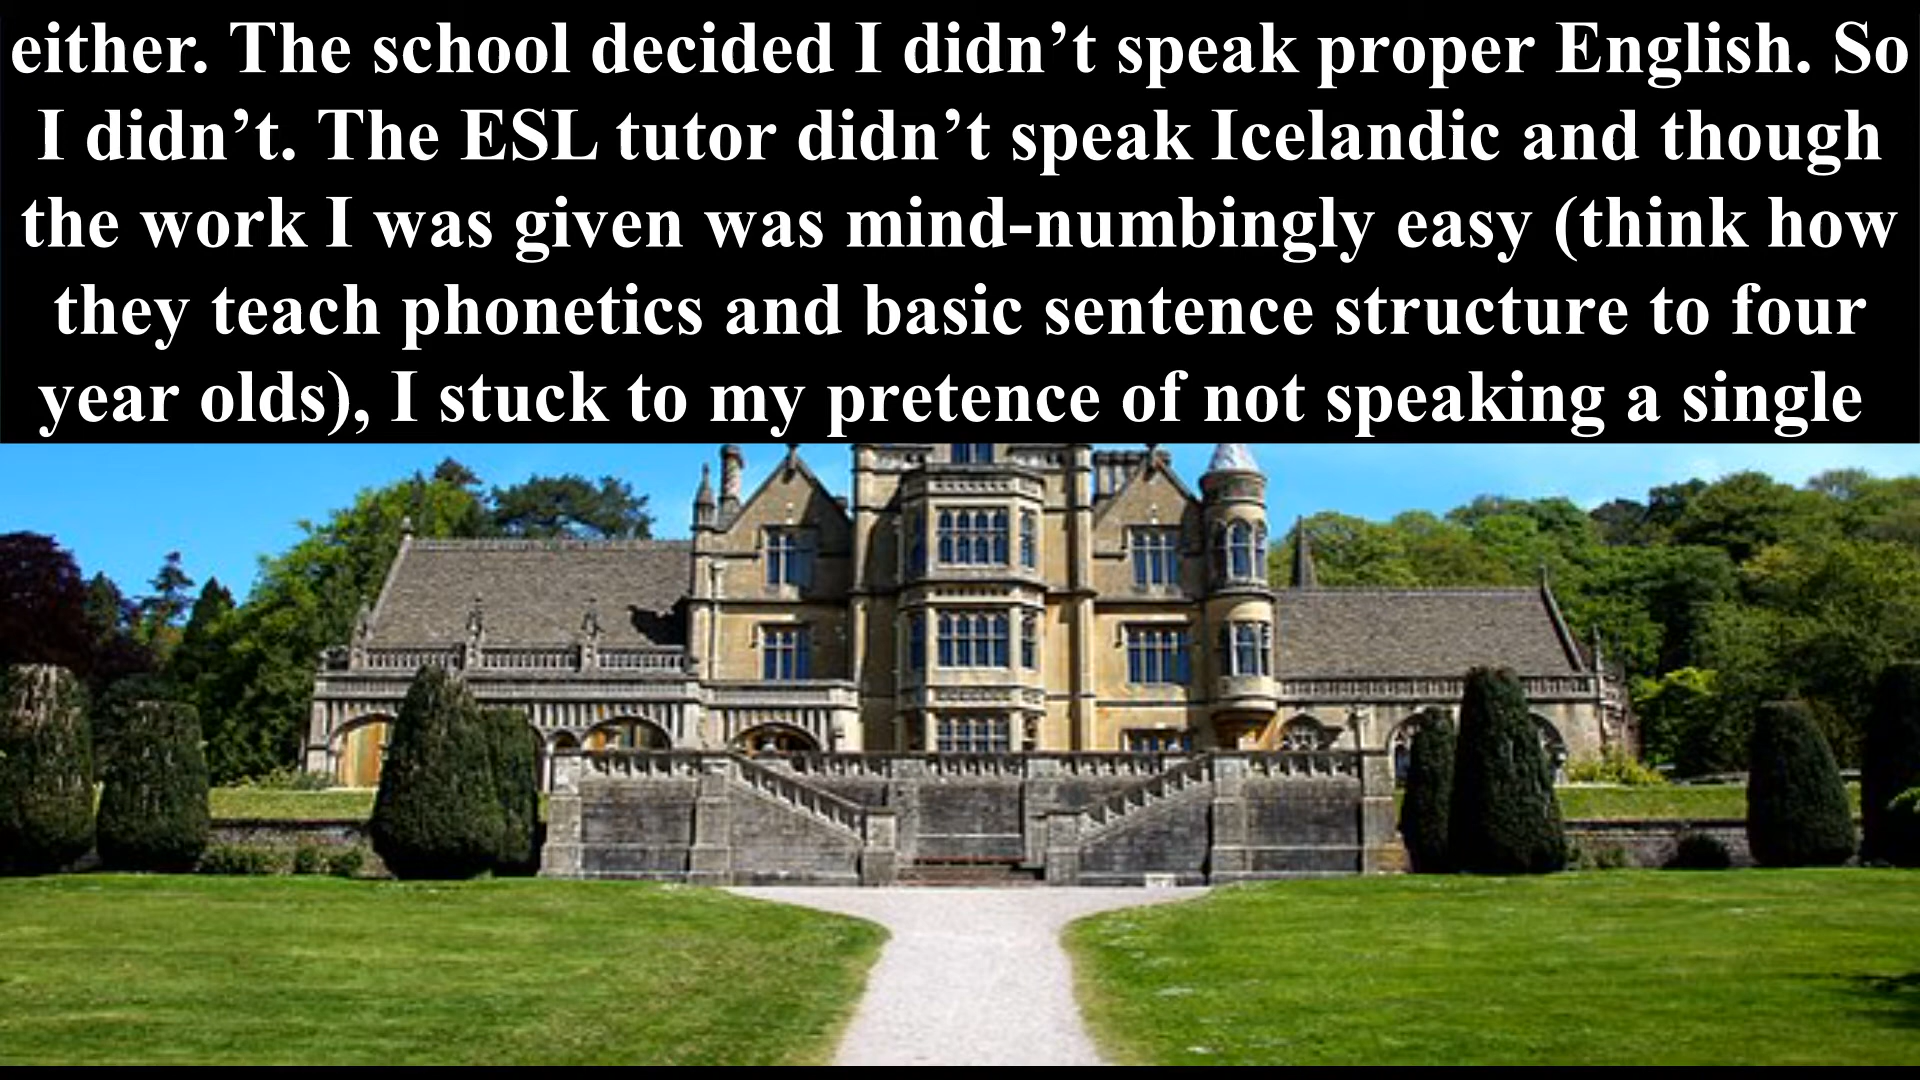 either. The school decided I didn’t speak proper English. So
I didn’t. The ESL tutor didn’t speak Icelandic and though
the work I was given was mind-numbingly easy (think how
they teach phonetics and basic sentence structure to four
year olds), I stuck to my pretence of not speaking a single